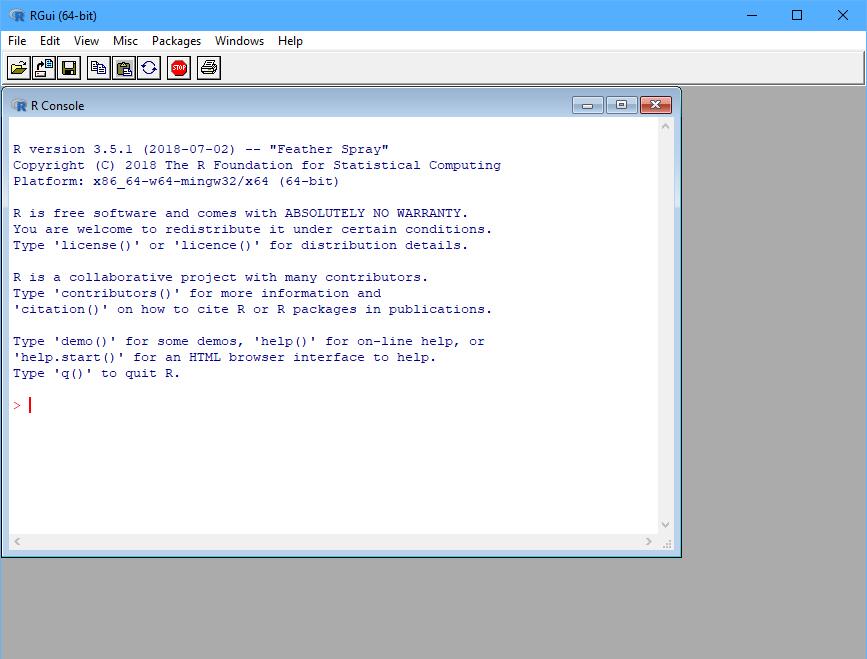 RGui (64-bit)
File Edit View Misc Packages Windows Help
STOP
R Console
R version 3.5.1 (2018-07-02) -- "Feather Spray"
Copyright (C) 2018 The R Foundation for Statistical Computing
Platform: x86_64-w64-mingw32/x64 (64-bit)
R is free software and comes with ABSOLUTELY NO WARRANTY.
You are welcome to redistribute it under certain conditions.
Type 'license()' or 'licence()' for distribution details.
R is a collaborative project with many contributors.
Type 'contributors()' for more information and
'citation()' on how to cite R or R packages in publications.
Type 'demo()' for some demos, 'help()' for on-line help, or
'help.start()' for an HTML browser interface to help.
Type 'q()' to quit R.
>